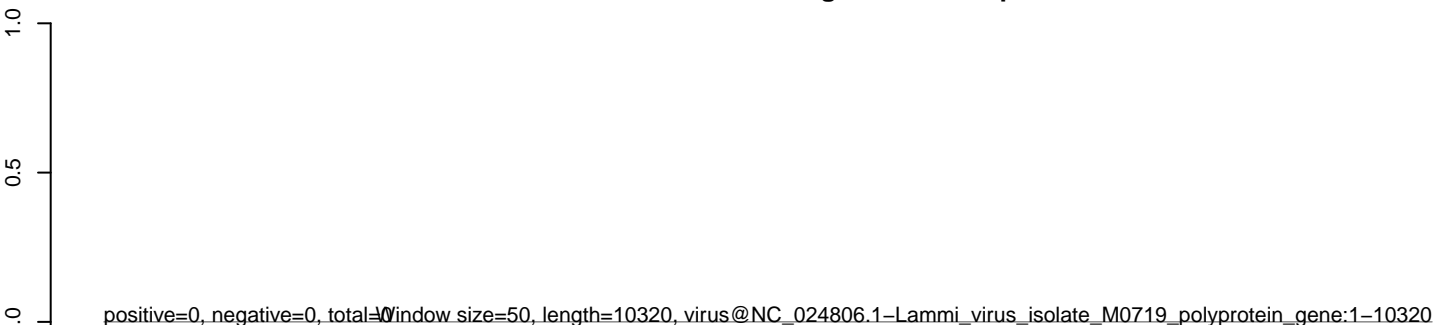 1.0
0.5
.0
positive=0, negative=0, total=0
Window size=50, length=10320, virus@NC_024806.1−Lammi_virus_isolate_M0719_polyprotein_gene:1−10320